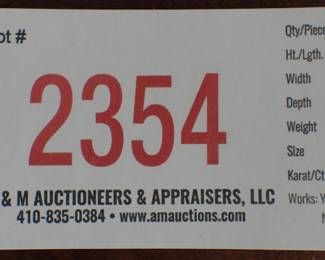 ot #
2354
& M AUCTIONEERS & APPRAISERS, LLC
410-835-0384 • www.amauctions.com
Qty/Piece
Ht./Lgth.
Width
Depth
Weight
Size
Karat/Ct
Works: Y
N